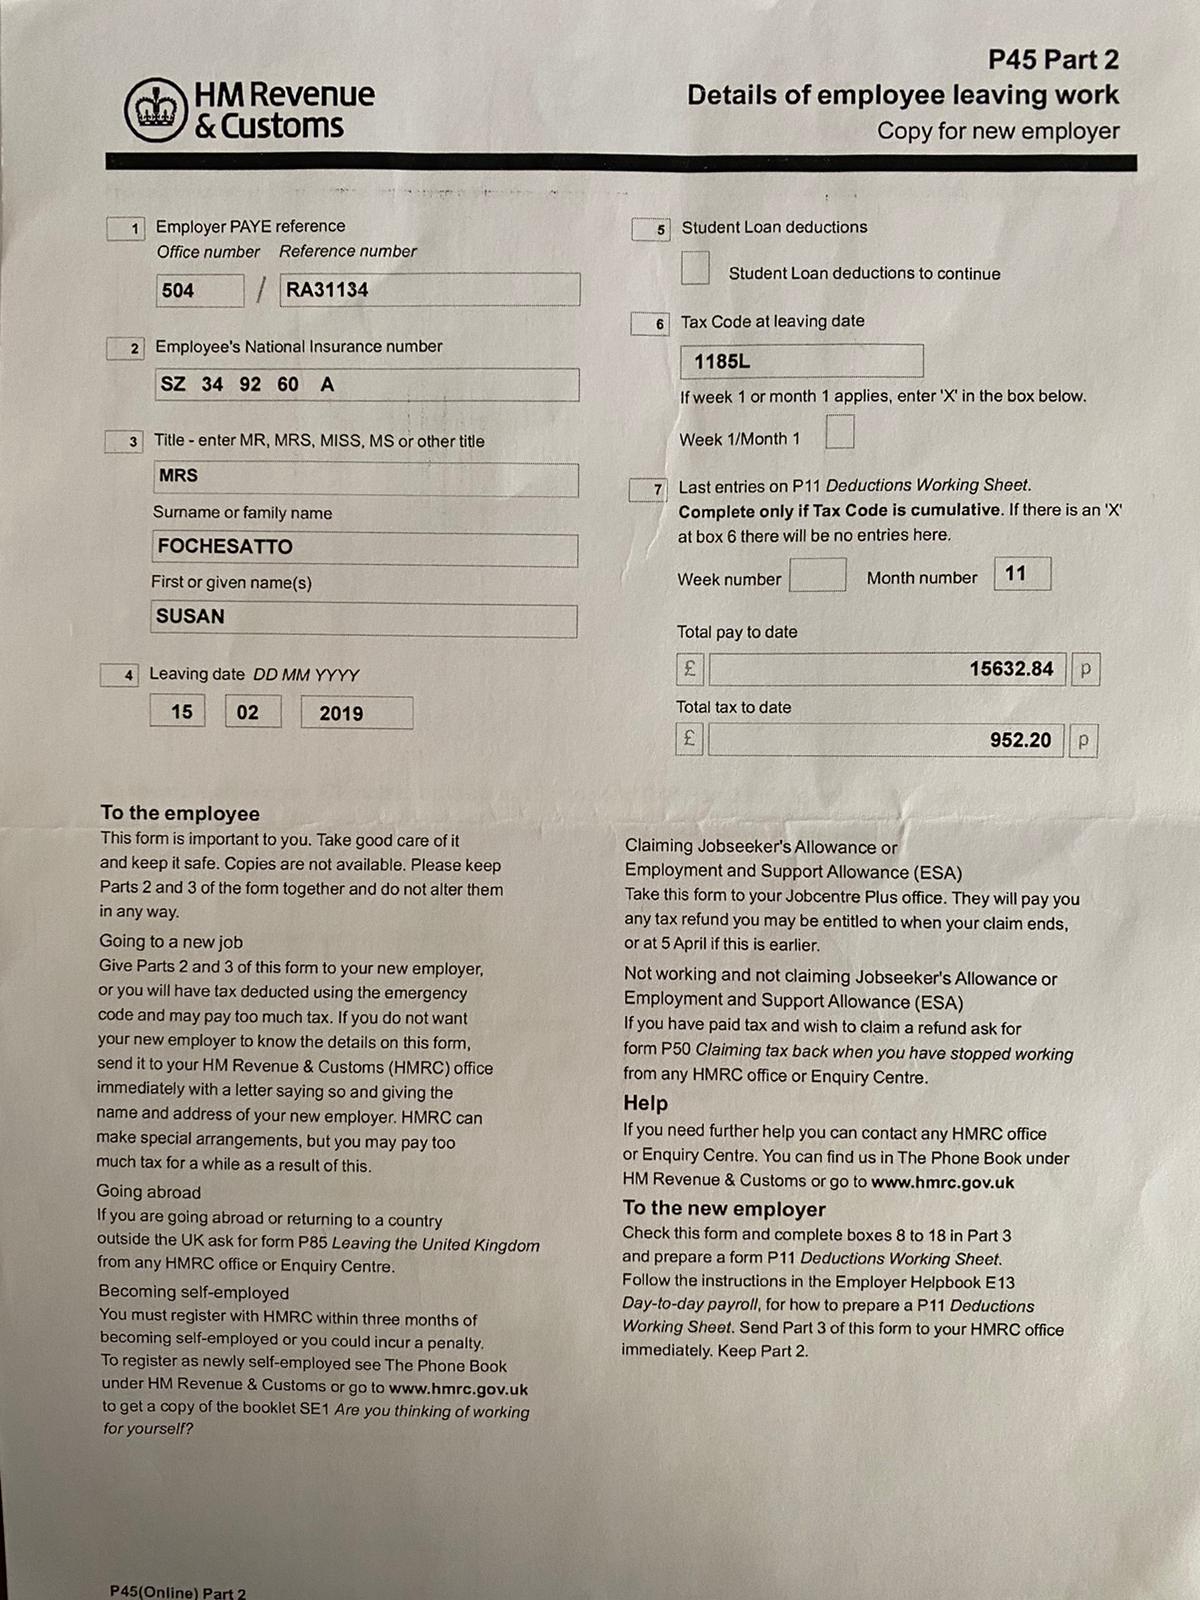 P45 Part 2
Details of employee leaving work
Copy for new employer
HM Revenue
& Customs
1 Employer PAYE reference
Office number Reference number
504 / RA31134
2 Employee's National Insurance number
SZ 34 92 60 A
3 Title - enter MR, MRS, MISS, MS or other title
MRS
Surname or family name
FOCHESATTO
First or given name(s)
SUSAN
4 Leaving date DD MM YYYY
15 02 2019
5 Student Loan deductions
Student Loan deductions to continue
6 Tax Code at leaving date
1185L
If week 1 or month 1 applies, enter 'X' in the box below.
Week 1/Month 1
7 Last entries on P11 Deductions Working Sheet.
Complete only if Tax Code is cumulative. If there is an 'X'
at box 6 there will be no entries here.
Week number Month number 11
Total pay to date
£ 15632.84 p
Total tax to date
£ 952.20 p
To the employee
This form is important to you. Take good care of it
and keep it safe. Copies are not available. Please keep
Parts 2 and 3 of the form together and do not alter them
in any way.
Going to a new job
Give Parts 2 and 3 of this form to your new employer,
or you will have tax deducted using the emergency
code and may pay too much tax. If you do not want
your new employer to know the details on this form,
send it to your HM Revenue & Customs (HMRC) office
immediately with a letter saying so and giving the
name and address of your new employer. HMRC can
make special arrangements, but you may pay too
much tax for a while as a result of this.
Going abroad
If you are going abroad or returning to a country
outside the UK ask for form P85 Leaving the United Kingdom
from any HMRC office or Enquiry Centre.
Becoming self-employed
You must register with HMRC within three months of
becoming self-employed or you could incur a penalty.
To register as newly self-employed see The Phone Book
under HM Revenue & Customs or go to www.hmrc.gov.uk
to get a copy of the booklet SE1 Are you thinking of working
for yourself?
Claiming Jobseeker's Allowance or
Employment and Support Allowance (ESA)
Take this form to your Jobcentre Plus office. They will pay you
any tax refund you may be entitled to when your claim ends,
or at 5 April if this is earlier.
Not working and not claiming Jobseeker's Allowance or
Employment and Support Allowance (ESA)
If you have paid tax and wish to claim a refund ask for
form P50 Claiming tax back when you have stopped working
from any HMRC office or Enquiry Centre.
Help
If you need further help you can contact any HMRC office
or Enquiry Centre. You can find us in The Phone Book under
HM Revenue & Customs or go to www.hmrc.gov.uk
To the new employer
Check this form and complete boxes 8 to 18 in Part 3
and prepare a form P11 Deductions Working Sheet.
Follow the instructions in the Employer Helpbook E13
Day-to-day payroll, for how to prepare a P11 Deductions
Working Sheet. Send Part 3 of this form to your HMRC office
immediately. Keep Part 2.
P45(Online) Part 2